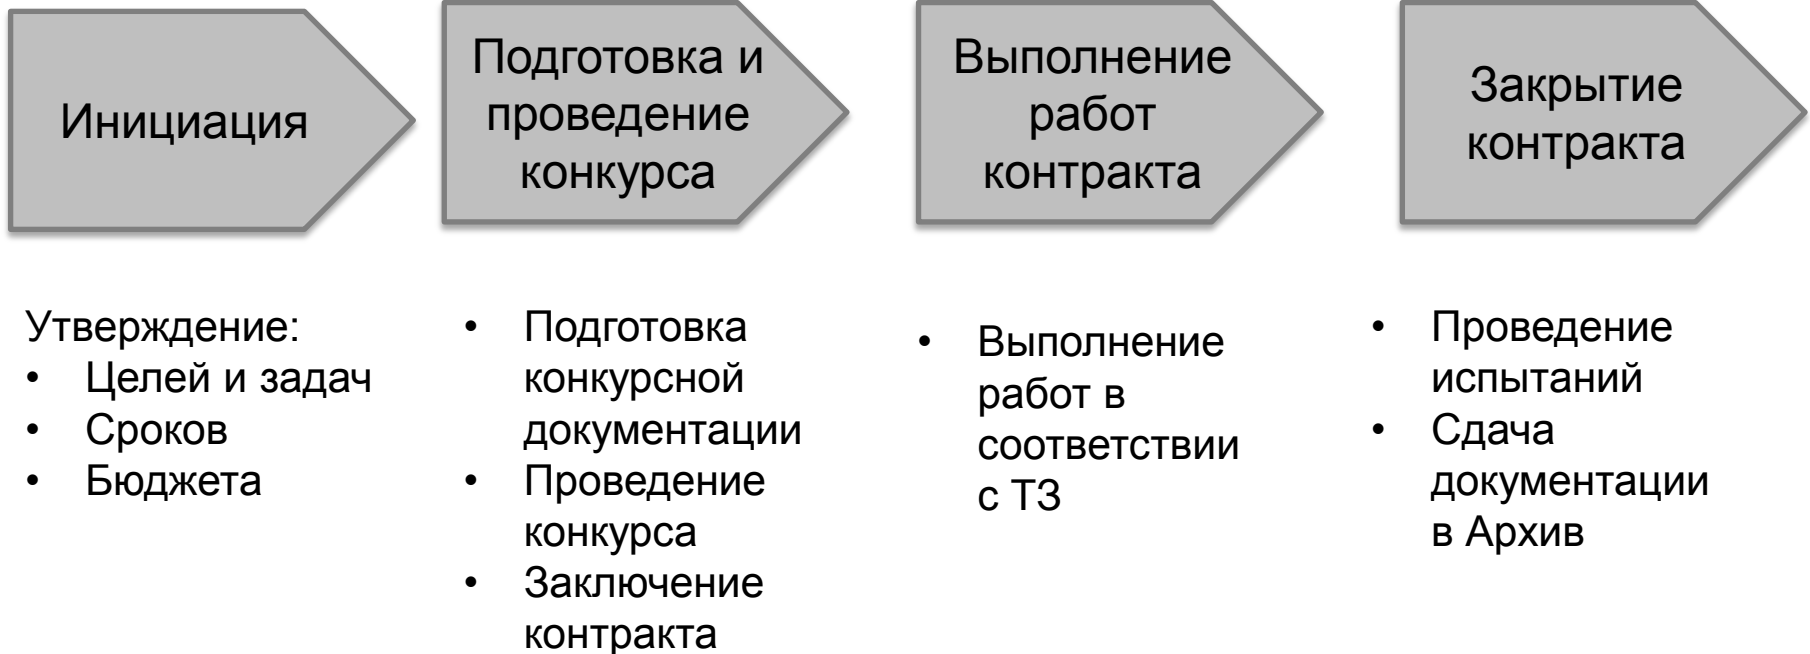 Инициация
Подготовка и
проведение
конкурса
Выполнение
работ
контракта
Закрытие
контракта
Утверждение:
• Целей и задач
• Сроков
• Бюджета
• Подготовка
конкурсной
документации
• Проведение
конкурса
• Заключение
контракта
• Выполнение
работ в
соответствии
с ТЗ
• Проведение
испытаний
• Сдача
документации
в Архив